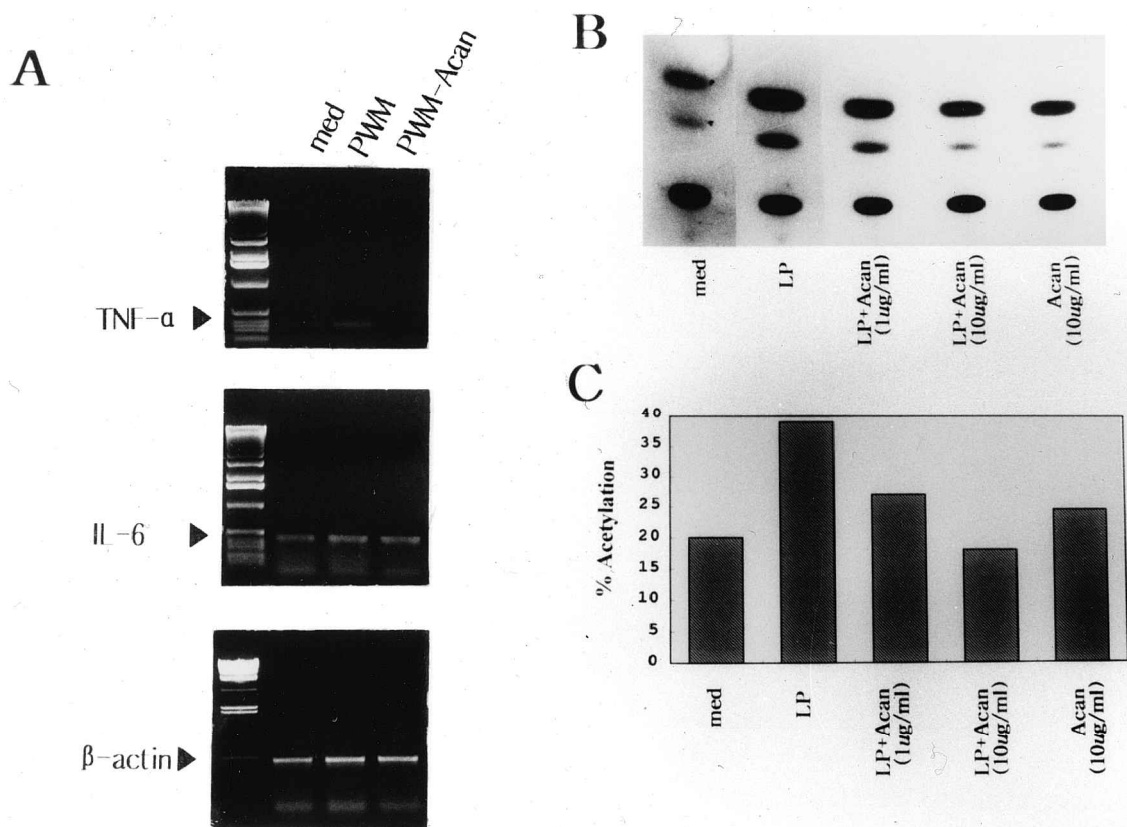 A
med
PWM
PWM-Acan
TNF-α
IL-6
β-actin
B
med
LP
LP+Acan
(1ug/ml)
LP+Acan
(10ug/ml)
Acan
(10ug/ml)
C
% Acetylation
40
35
30
25
20
15
10
5
0
med
LP
LP+Acan
(1ug/ml)
LP+Acan
(10ug/ml)
Acan
(10ug/ml)